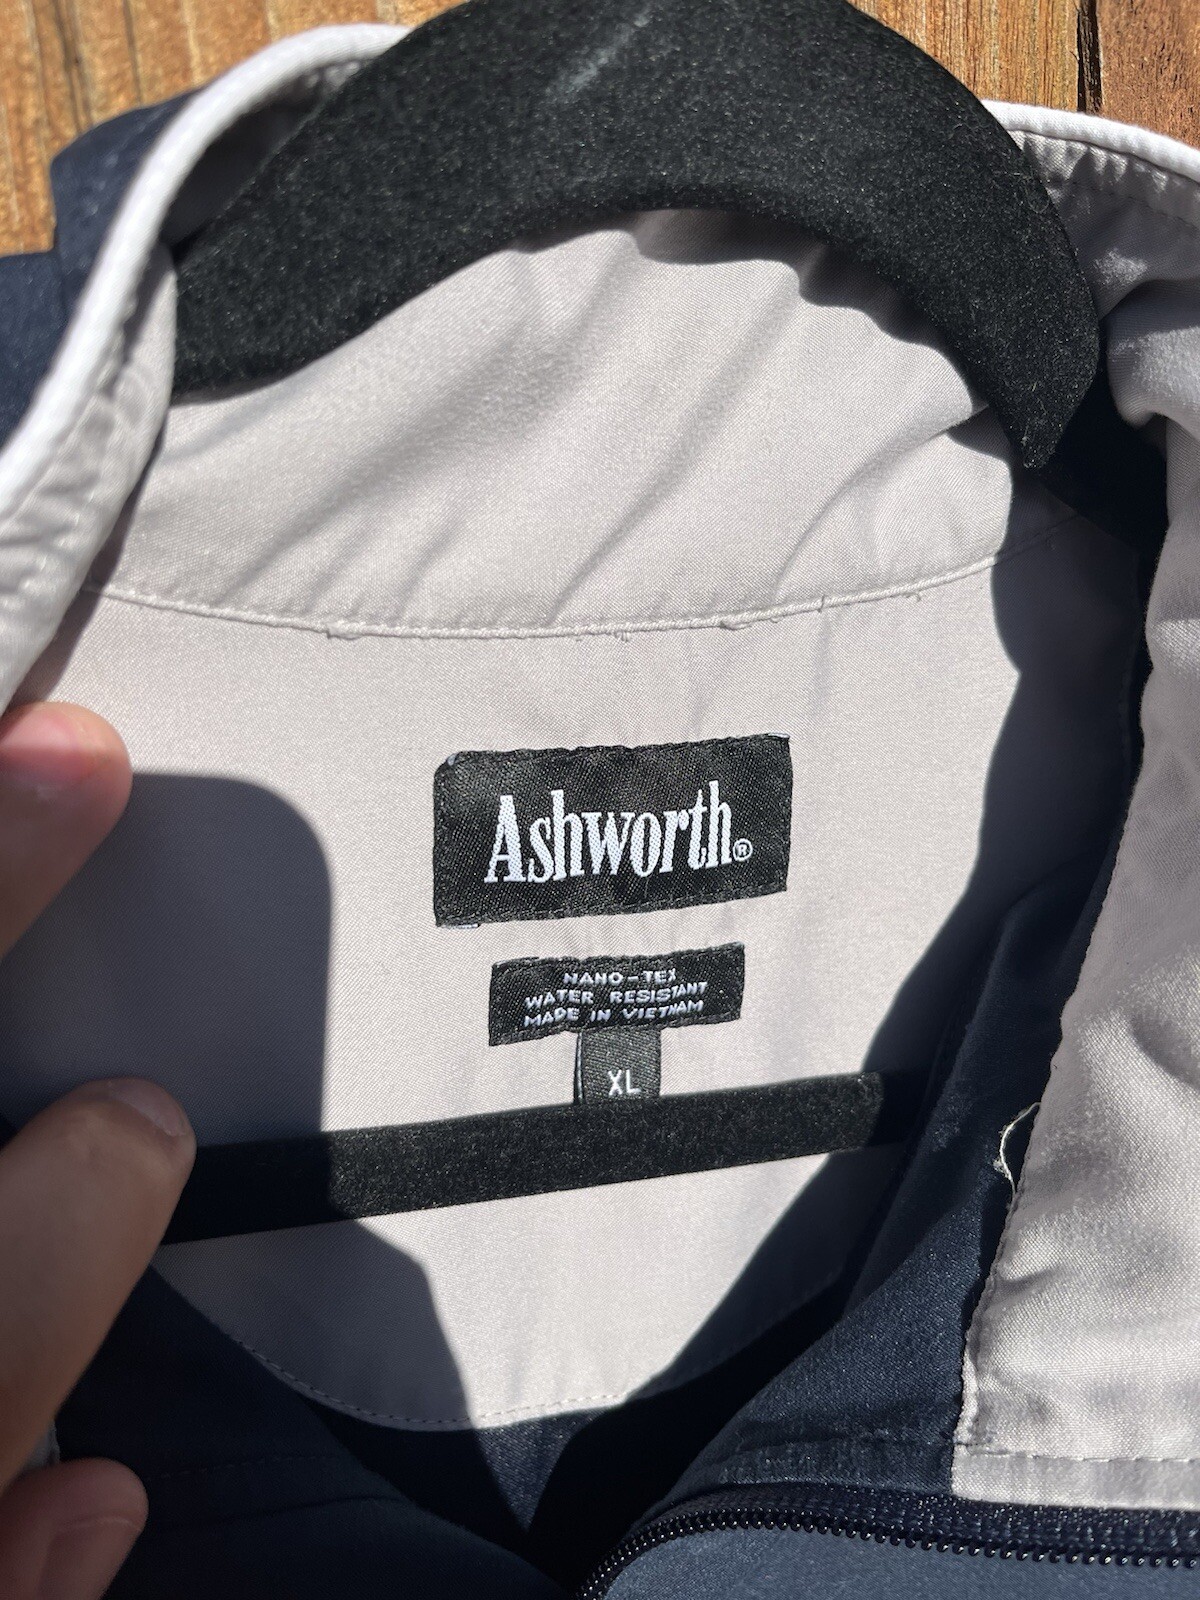 Ashworth®
NANO-TEX
WATER RESISTANT
MADE IN VIETNAM
XL